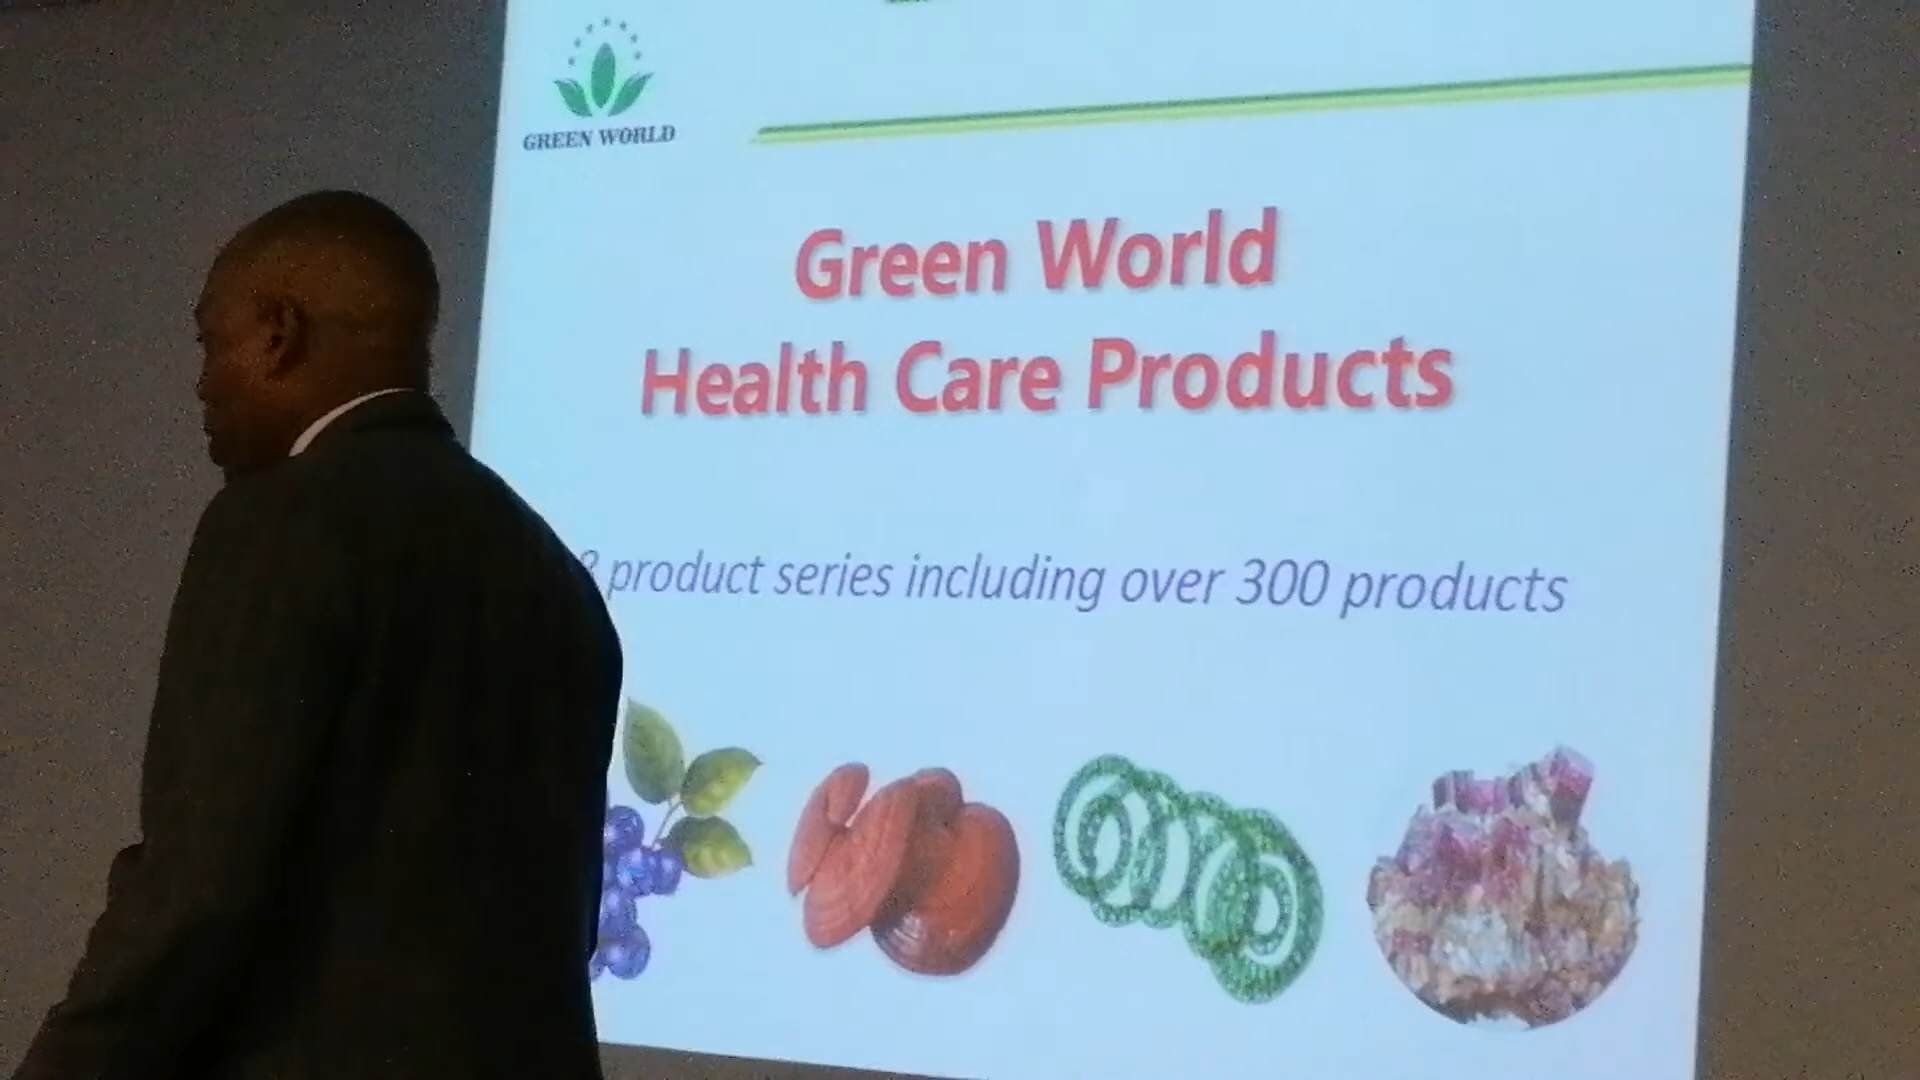 GREEN WORLD
Green World
Health Care Products
product series including over 300 products